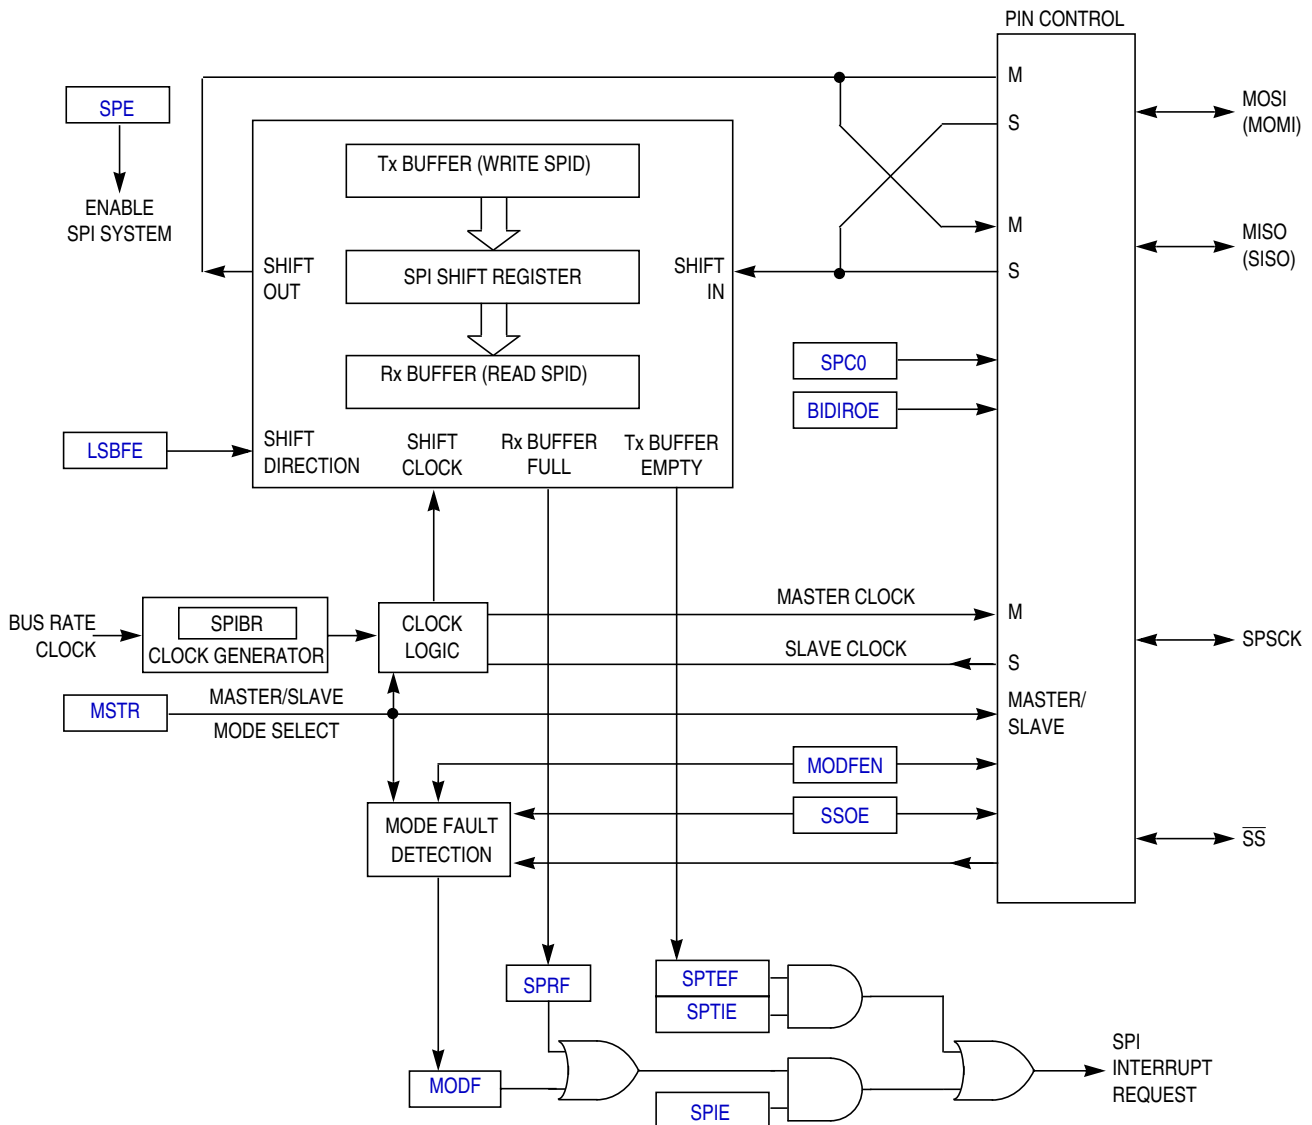 PIN CONTROL
M
SPE
MOSI
(MOMI)
S
Tx BUFFER (WRITE SPID)
ENABLE
SPI SYSTEM
M
MISO
(SISO)
SHIFT
OUT
SPI SHIFT REGISTER
SHIFT
IN
S
SPC0
Rx BUFFER (READ SPID)
BIDIROE
LSBFE
SHIFT
DIRECTION
SHIFT
CLOCK
Rx BUFFER
FULL
Tx BUFFER
EMPTY
BUS RATE
CLOCK
SPIBR
CLOCK GENERATOR
CLOCK
LOGIC
MASTER CLOCK
M
SLAVE CLOCK
S
SPSCK
MSTR
MASTER/SLAVE
MODE SELECT
MASTER/
SLAVE
MODFEN
SSOE
MODE FAULT
DETECTION
SS
SPRF
SPTEF
SPTIE
MODF
SPIE
SPI
INTERRUPT
REQUEST